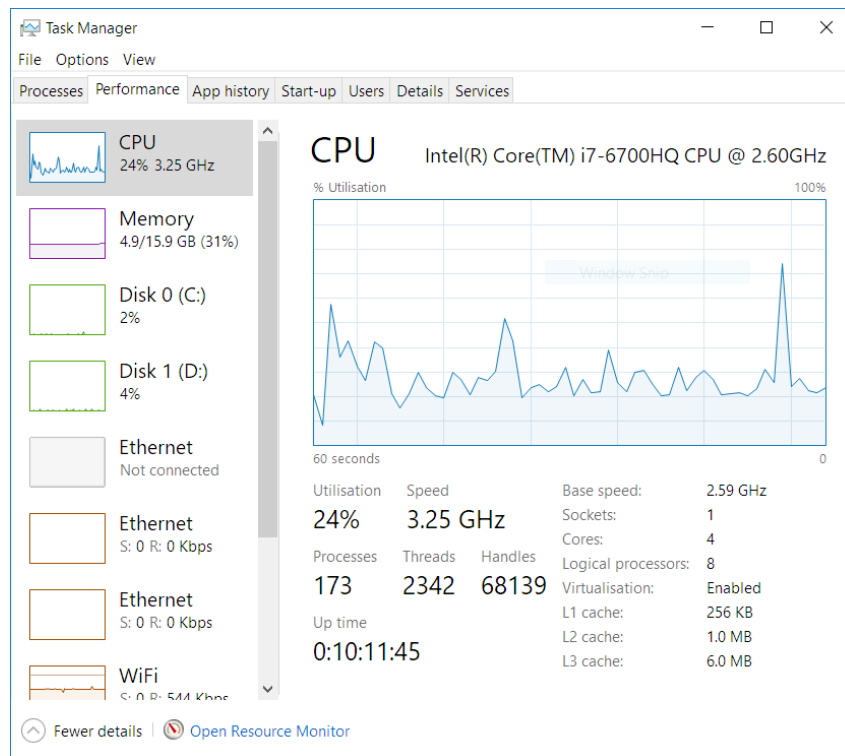 Task Manager
File Options View
Processes Performance App history Start-up Users Details Services
CPU
24% 3.25 GHz
Memory
4.9/15.9 GB (31%)
Disk 0 (C:)
2%
Disk 1 (D:)
4%
Ethernet
Not connected
Ethernet
S: 0 R: 0 Kbps
Ethernet
S: 0 R: 0 Kbps
WiFi
S: 0 R: 544 Kbps
CPU Intel(R) Core(TM) i7-6700HQ CPU @ 2.60GHz
% Utilisation 100%
Window Snip
60 seconds 0
Utilisation Speed
24% 3.25 GHz
Processes Threads Handles
173 2342 68139
Up time
0:10:11:45
Base speed: 2.59 GHz
Sockets: 1
Cores: 4
Logical processors: 8
Virtualisation: Enabled
L1 cache: 256 KB
L2 cache: 1.0 MB
L3 cache: 6.0 MB
Fewer details Open Resource Monitor